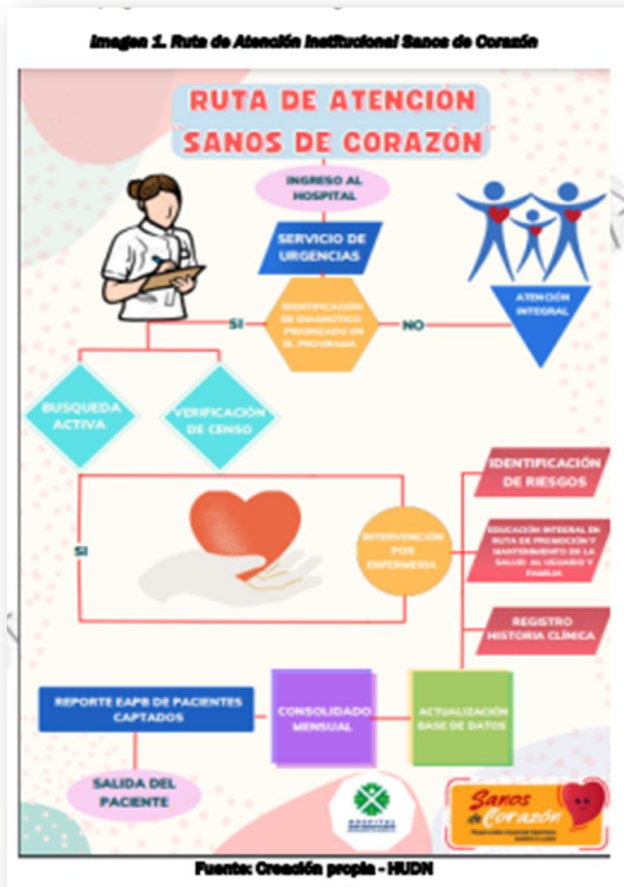 Imagen 1. Ruta de Atención Institucional Sanos de Corazón
RUTA DE ATENCIÓN
"SANOS DE CORAZÓN"
INGRESO AL
HOSPITAL
SERVICIO DE
URGENCIAS
IDENTIFICACIÓN
DE DIAGNÓTICO
PRIORIZADO EN
EL PROGRAMA
ATENCIÓN
INTEGRAL
SI
NO
BUSQUEDA
ACTIVA
VERIFICACIÓN
DE CENSO
IDENTIFICACIÓN
DE RIESGOS
SI
INTERVENCIÓN
POR
ENFERMERÍA
EDUCACIÓN INTEGRAL EN
RUTA DE PROMOCIÓN Y
MANTENIMIENTO DE LA
SALUD AL USUARIO Y
FAMILIA
REGISTRO
HISTORIA CLÍNICA
REPORTE EAPB DE PACIENTES
CAPTADOS
CONSOLIDADO
MENSUAL
ACTUALIZACIÓN
BASE DE DATOS
SALIDA DEL
PACIENTE
HOSPITAL
Sanos
de Corazón
Fuente: Creación propia - HUDN